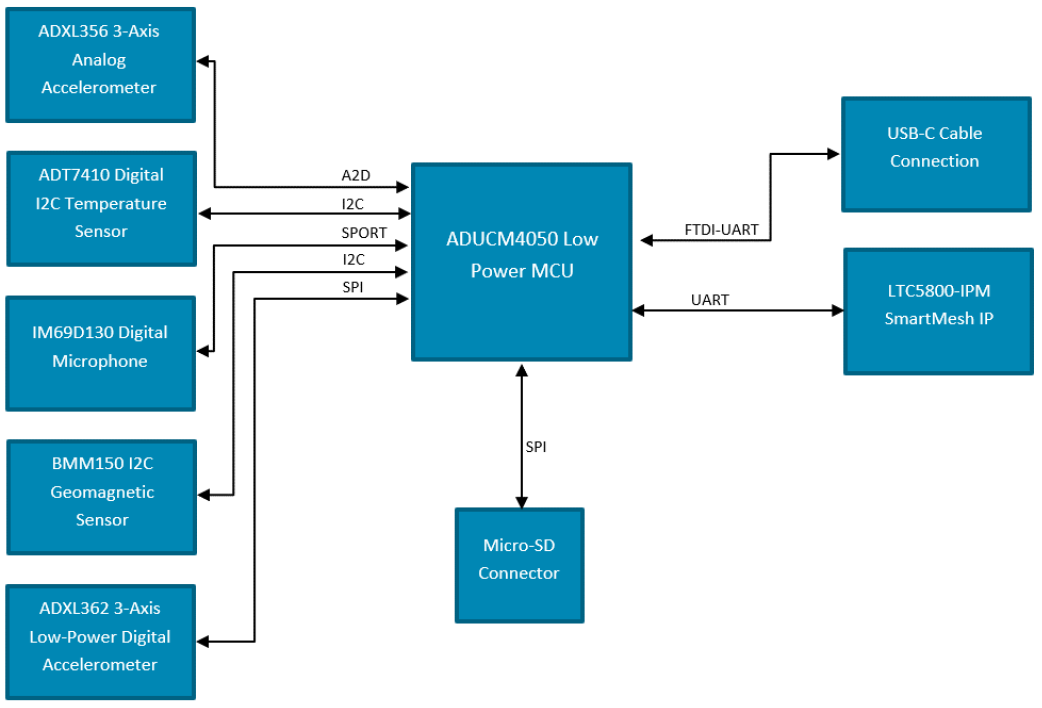 ADXL356 3-Axis
Analog
Accelerometer
ADT7410 Digital
I2C Temperature
Sensor
IM69D130 Digital
Microphone
BMM150 I2C
Geomagnetic
Sensor
ADXL362 3-Axis
Low-Power Digital
Accelerometer
A2D
I2C
SPORT
I2C
SPI
ADUCM4050 Low
Power MCU
SPI
Micro-SD
Connector
FTDI-UART
UART
USB-C Cable
Connection
LTC5800-IPM
SmartMesh IP